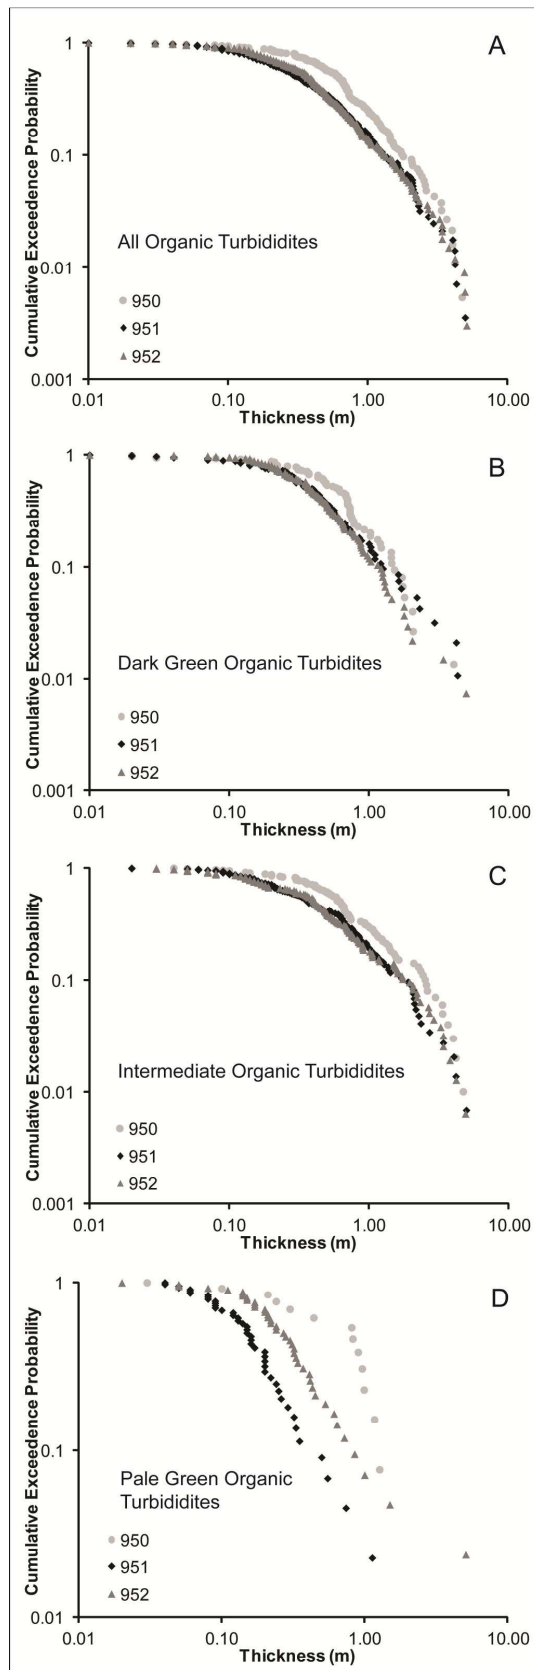 A
Cumulative Exceedence Probability
1
0.1
0.01
0.001
All Organic Turbididites
950
951
952
0.01
0.10
1.00
10.00
Thickness (m)
B
Cumulative Exceedence Probability
1
0.1
0.01
0.001
Dark Green Organic Turbidites
950
951
952
0.01
0.10
1.00
10.00
Thickness (m)
C
Cumulative Exceedence Probability
1
0.1
0.01
0.001
Intermediate Organic Turbididites
950
951
952
0.01
0.10
1.00
10.00
Thickness (m)
D
Cumulative Exceedence Probability
1
0.1
0.01
Pale Green Organic
Turbididites
950
951
952
0.01
0.10
1.00
10.00
Thickness (m)